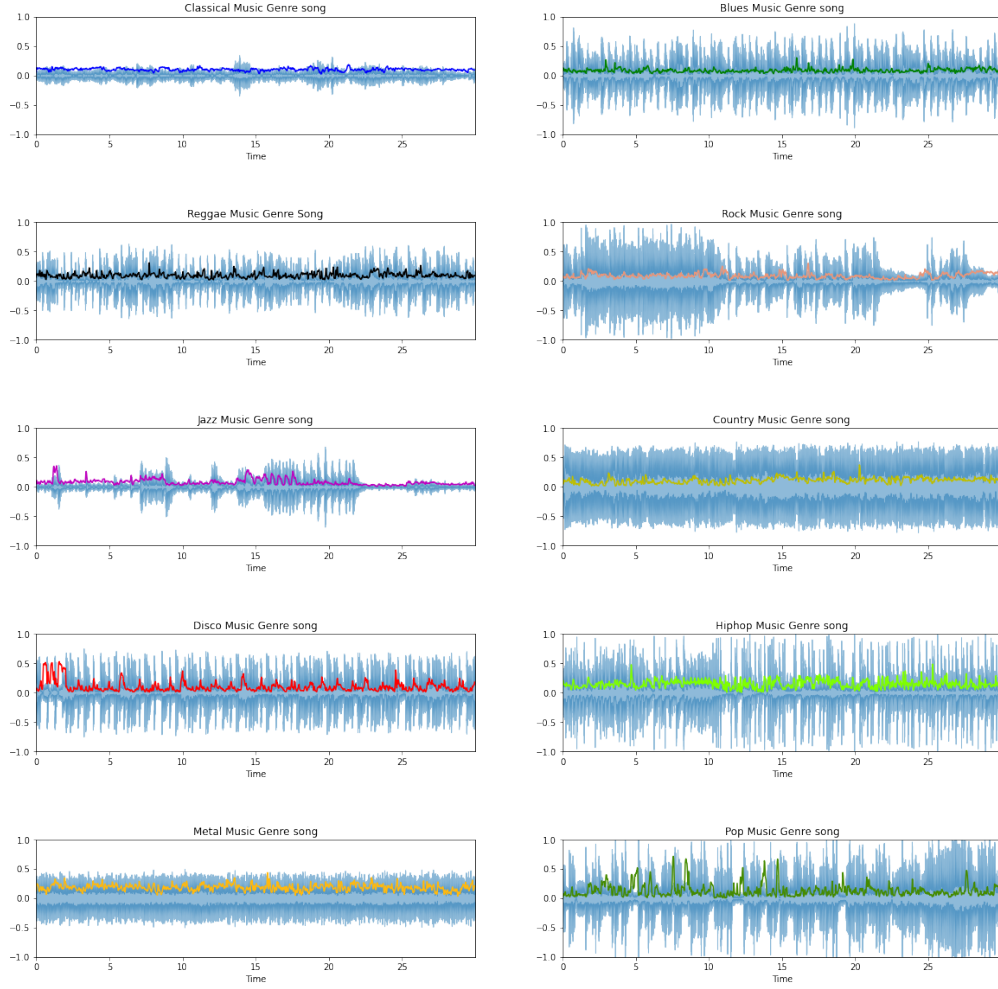 Classical Music Genre song
1.0
0.5
0.0
−0.5
−1.0
0 5 10 15 20 25
Time
Blues Music Genre song
1.0
0.5
0.0
−0.5
−1.0
0 5 10 15 20 25
Time
Reggae Music Genre Song
1.0
0.5
0.0
−0.5
−1.0
0 5 10 15 20 25
Time
Rock Music Genre song
1.0
0.5
0.0
−0.5
−1.0
0 5 10 15 20 25
Time
Jazz Music Genre song
1.0
0.5
0.0
−0.5
−1.0
0 5 10 15 20 25
Time
Country Music Genre song
1.0
0.5
0.0
−0.5
−1.0
0 5 10 15 20 25
Time
Disco Music Genre song
1.0
0.5
0.0
−0.5
−1.0
0 5 10 15 20 25
Time
Hiphop Music Genre song
1.0
0.5
0.0
−0.5
−1.0
0 5 10 15 20 25
Time
Metal Music Genre song
1.0
0.5
0.0
−0.5
−1.0
0 5 10 15 20 25
Time
Pop Music Genre song
1.0
0.5
0.0
−0.5
−1.0
0 5 10 15 20 25
Time